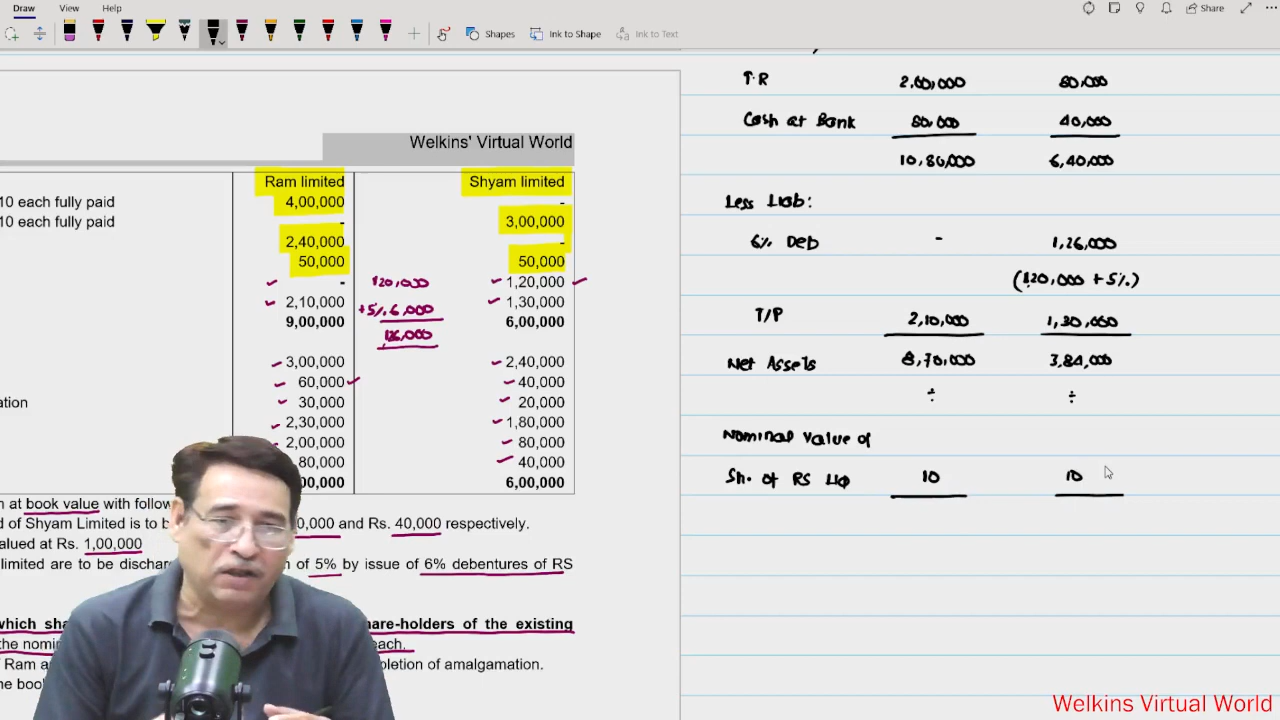 Draw View Help Share
Shapes Ink to Shape Ink to Text
Welkins' Virtual World
Ram limited Shyam limited
10 each fully paid 4,00,000 -
10 each fully paid - 3,00,000
2,40,000 -
50,000 50,000
- 120,000 1,20,000
2,10,000 +5% 6,000 1,30,000
9,00,000 126,000 6,00,000
3,00,000 2,40,000
60,000 40,000
ation 30,000 20,000
2,30,000 1,80,000
2,00,000 80,000
80,000 40,000
00,000 6,00,000
n at book value with follow
d of Shyam Limited is to b 0,000 and Rs. 40,000 respectively.
valued at Rs. 1,00,000
limited are to be dischar n of 5% by issue of 6% debentures of RS
which sha are-holders of the existing
the nomin each.
f Ram a pletion of amalgamation.
he boo
T.R 2,60,000 80,000
Cash at Bank 80,000 40,000
10,80,000 6,40,000
Less Liab:
6% Deb - 1,26,000
(120,000 + 5%)
T/P 2,10,000 1,30,000
Net Assets 8,70,000 3,84,000
÷ ÷
Nominal Value of
Sh. of RS Ltd 10 10
Welkins Virtual World